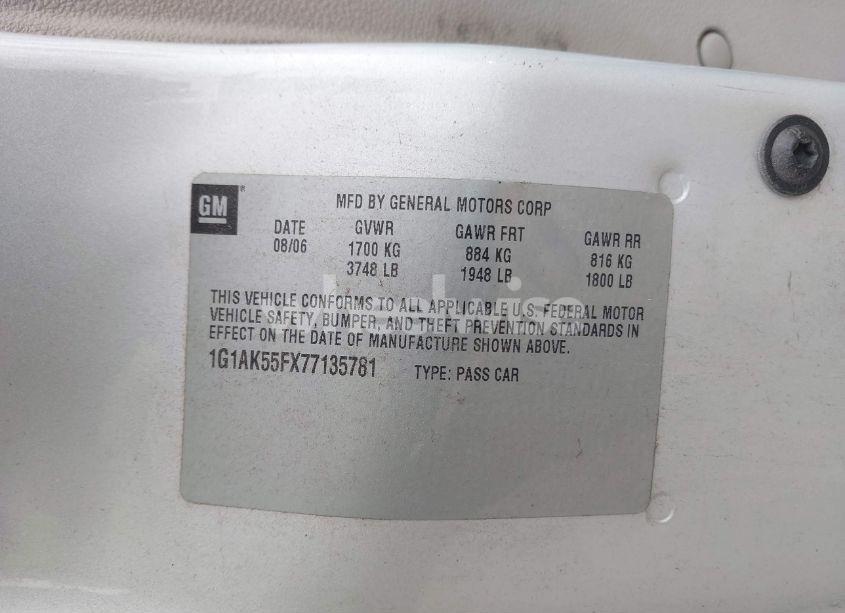 GM
MFD BY GENERAL MOTORS CORP
DATE GVWR GAWR FRT GAWR RR
08/06 1700 KG 884 KG 816 KG
3748 LB 1948 LB 1800 LB
THIS VEHICLE CONFORMS TO ALL APPLICABLE U.S. FEDERAL MOTOR
VEHICLE SAFETY, BUMPER, AND THEFT PREVENTION STANDARDS IN
EFFECT ON THE DATE OF MANUFACTURE SHOWN ABOVE.
1G1AK55FX77135781 TYPE: PASS CAR